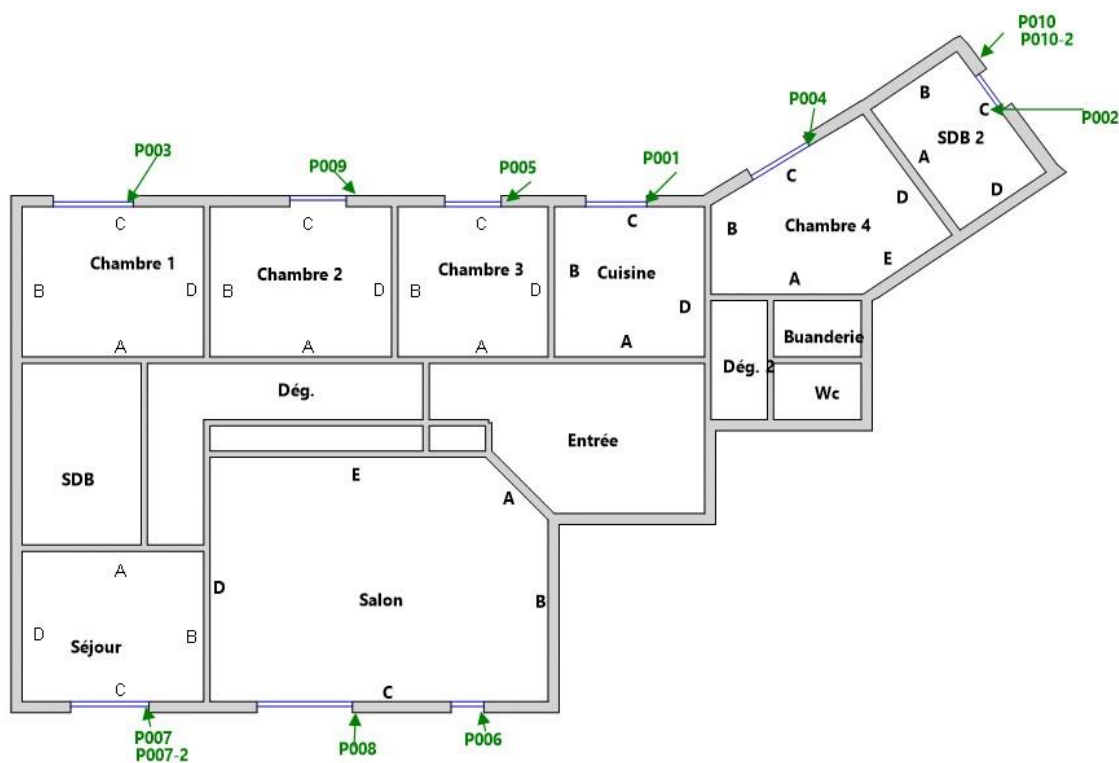 P010
P010-2
P004
P002
B
C
SDB 2
A
D
P003
P009
P005
P001
C
Chambre 4
B
D
E
A
C
Chambre 1
B
D
A
C
Chambre 2
B
D
A
C
Chambre 3
B
D
A
C
B
Cuisine
D
A
Buanderie
Dég. 2
Wc
Dég.
Entrée
SDB
E
A
D
B
Salon
C
A
D
B
Séjour
C
P007
P007-2
P008
P006